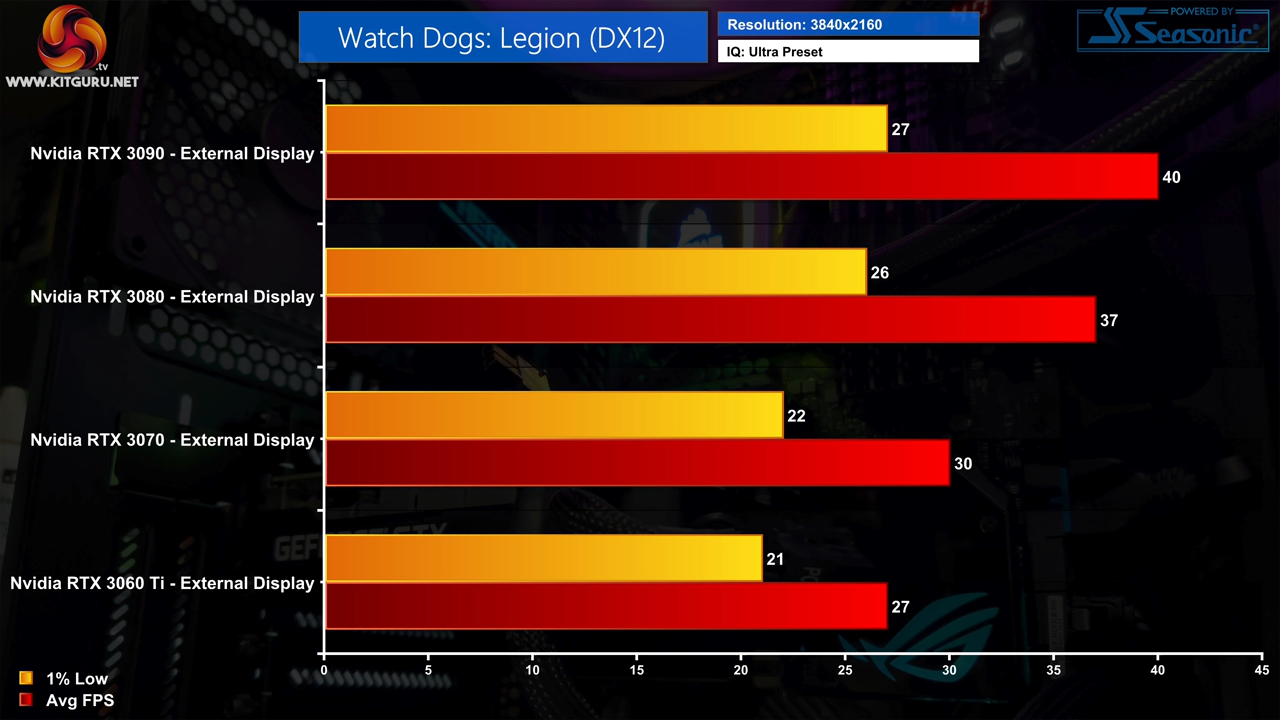 .tv
WWW.KITGURU.NET
Watch Dogs: Legion (DX12)
Resolution: 3840x2160
IQ: Ultra Preset
POWERED BY
Seasonic
Nvidia RTX 3090 - External Display
27
40
Nvidia RTX 3080 - External Display
26
37
Nvidia RTX 3070 - External Display
22
30
Nvidia RTX 3060 Ti - External Display
21
27
0 5 10 15 20 25 30 35 40 45
1% Low
Avg FPS